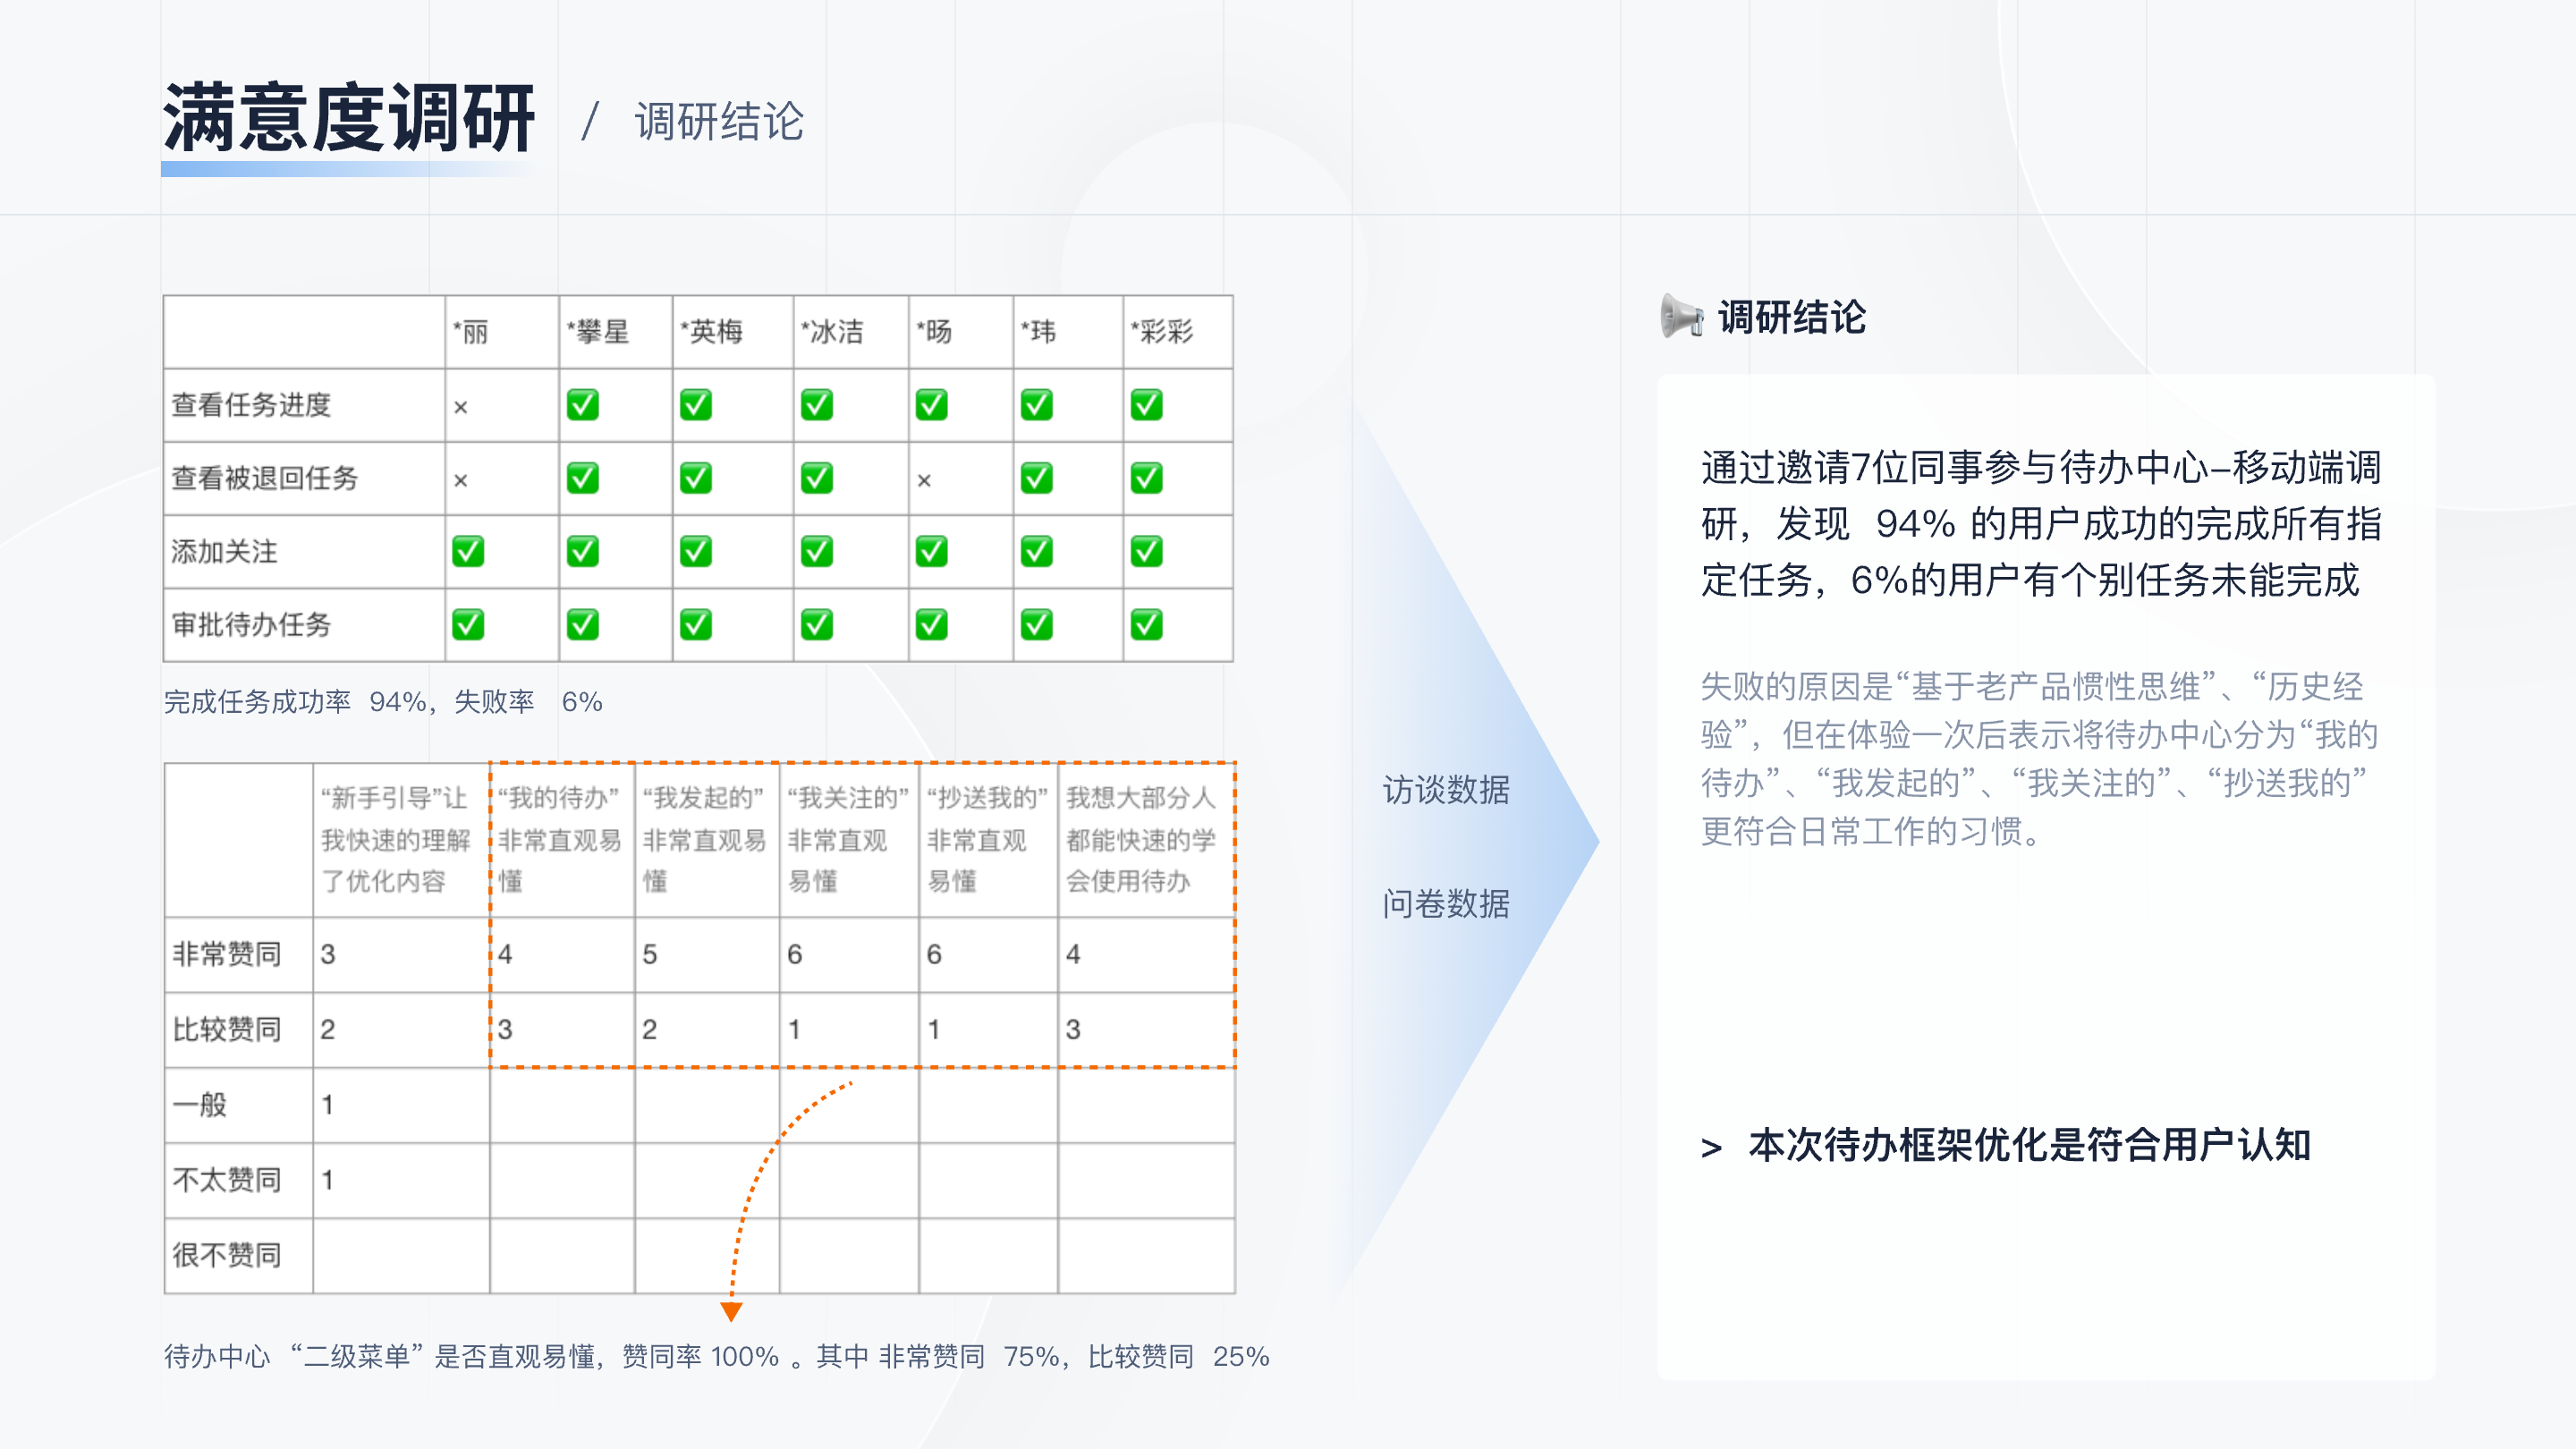 满意度调研 / 调研结论
*丽 *攀星 *英梅 *冰洁 *旸 *玮 *彩彩
查看任务进度 × ✅ ✅ ✅ ✅ ✅ ✅
查看被退回任务 × ✅ ✅ ✅ × ✅ ✅
添加关注 ✅ ✅ ✅ ✅ ✅ ✅ ✅
审批待办任务 ✅ ✅ ✅ ✅ ✅ ✅ ✅
完成任务成功率 94%，失败率 6%
“新手引导”让 “我的待办” “我发起的” “我关注的” “抄送我的” 我想大部分人
我快速的理解 非常直观易 非常直观易 非常直观 非常直观 都能快速的学
了优化内容 懂 懂 易懂 易懂 会使用待办
非常赞同 3 4 5 6 6 4
比较赞同 2 3 2 1 1 3
一般 1
不太赞同 1
很不赞同
待办中心 “二级菜单” 是否直观易懂，赞同率 100% 。其中 非常赞同 75%，比较赞同 25%
访谈数据
问卷数据
调研结论
通过邀请7位同事参与待办中心–移动端调
研，发现 94% 的用户成功的完成所有指
定任务，6%的用户有个别任务未能完成
失败的原因是“基于老产品惯性思维”、“历史经
验”，但在体验一次后表示将待办中心分为“我的
待办”、“我发起的”、“我关注的”、“抄送我的”
更符合日常工作的习惯。
> 本次待办框架优化是符合用户认知